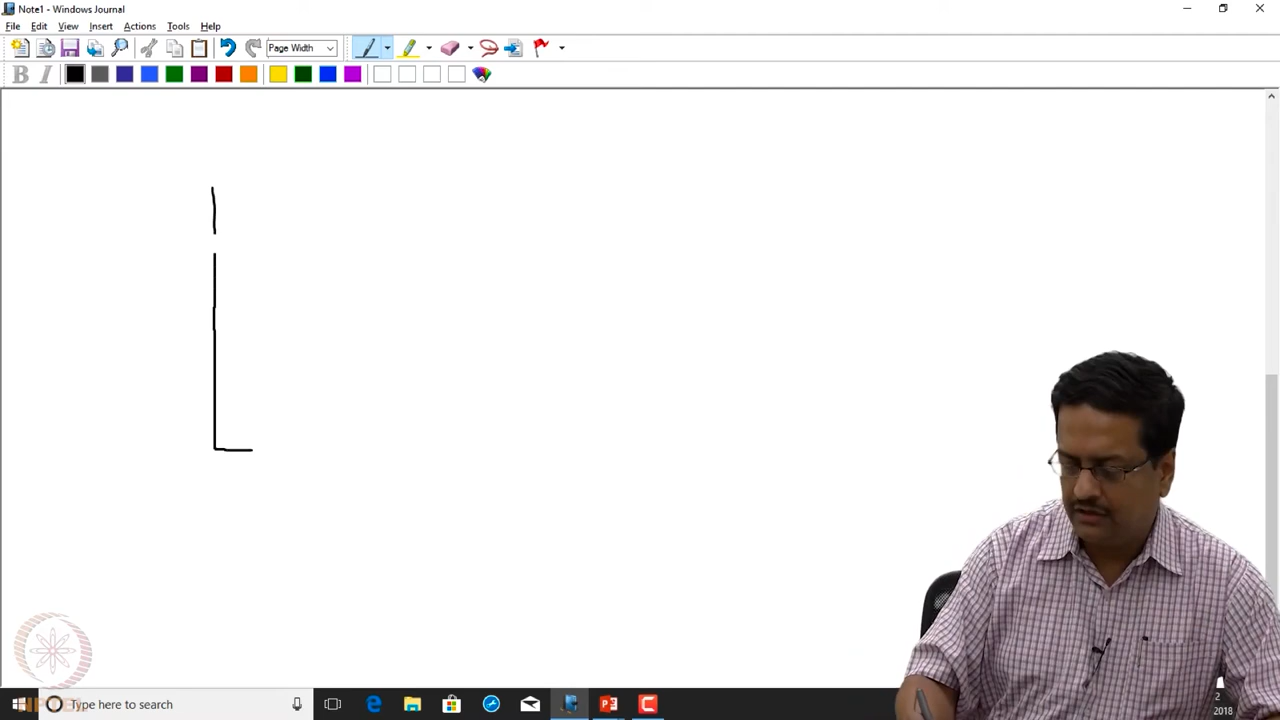 Note1 - Windows Journal
File Edit View Insert Actions Tools Help
Page Width
B I
Type here to search
2018